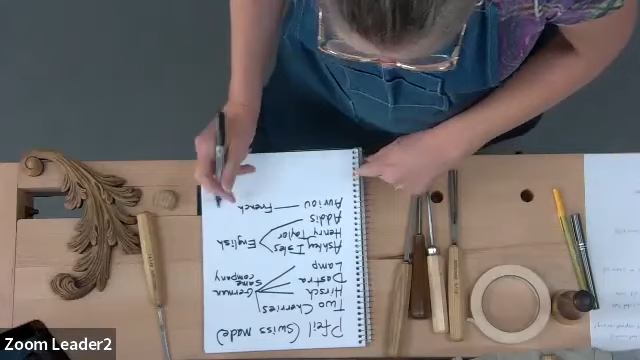 Pfeil (Swiss made)
Two Cherries
Hirsch
Dastra
Lamp
German
same
company
Ashley Isles
Henry Taylor
Addis
English
Auriou — French
Zoom Leader2